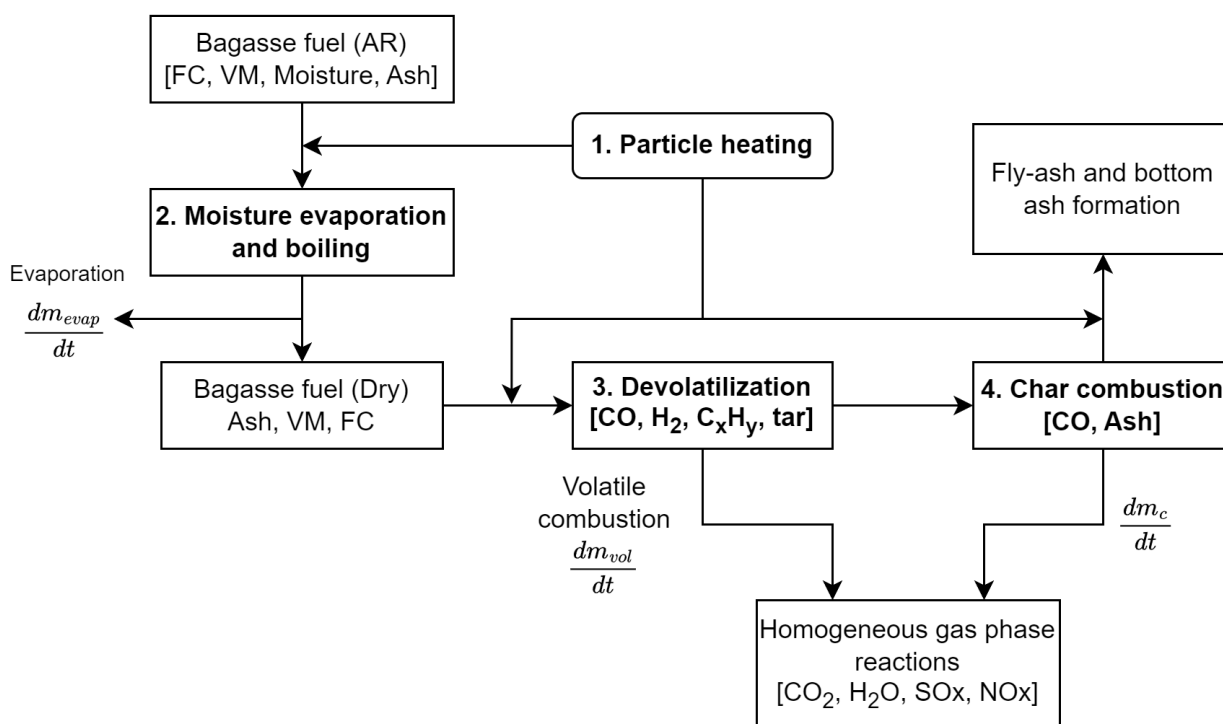 Bagasse fuel (AR)
[FC, VM, Moisture, Ash]
1. Particle heating
Fly-ash and bottom
ash formation
2. Moisture evaporation
and boiling
Evaporation
dm_evap
dt
Bagasse fuel (Dry)
Ash, VM, FC
3. Devolatilization
[CO, H₂, CₓHᵧ, tar]
4. Char combustion
[CO, Ash]
Volatile
combustion
dm_vol
dt
dm_c
dt
Homogeneous gas phase
reactions
[CO₂, H₂O, SOx, NOx]